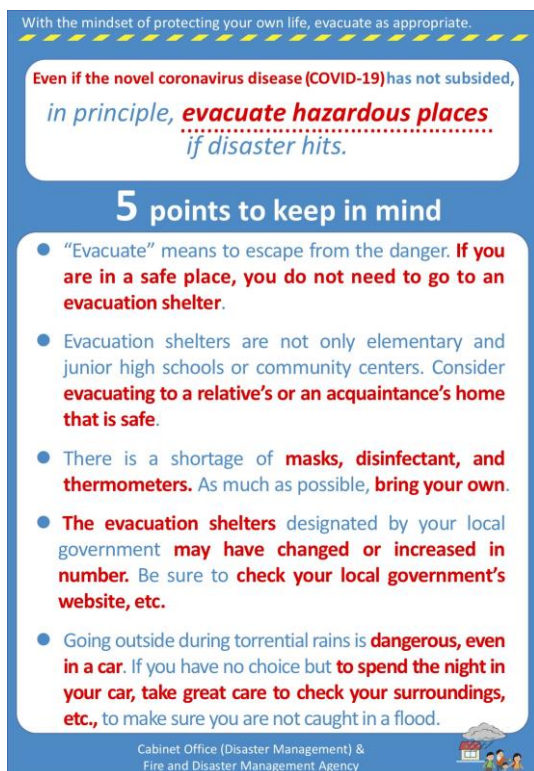 With the mindset of protecting your own life, evacuate as appropriate.
Even if the novel coronavirus disease (COVID-19) has not subsided,
in principle, evacuate hazardous places
if disaster hits.
5 points to keep in mind
● “Evacuate” means to escape from the danger. If you
are in a safe place, you do not need to go to an
evacuation shelter.
● Evacuation shelters are not only elementary and
junior high schools or community centers. Consider
evacuating to a relative’s or an acquaintance’s home
that is safe.
● There is a shortage of masks, disinfectant, and
thermometers. As much as possible, bring your own.
● The evacuation shelters designated by your local
government may have changed or increased in
number. Be sure to check your local government’s
website, etc.
● Going outside during torrential rains is dangerous, even
in a car. If you have no choice but to spend the night in
your car, take great care to check your surroundings,
etc., to make sure you are not caught in a flood.
Cabinet Office (Disaster Management) &
Fire and Disaster Management Agency